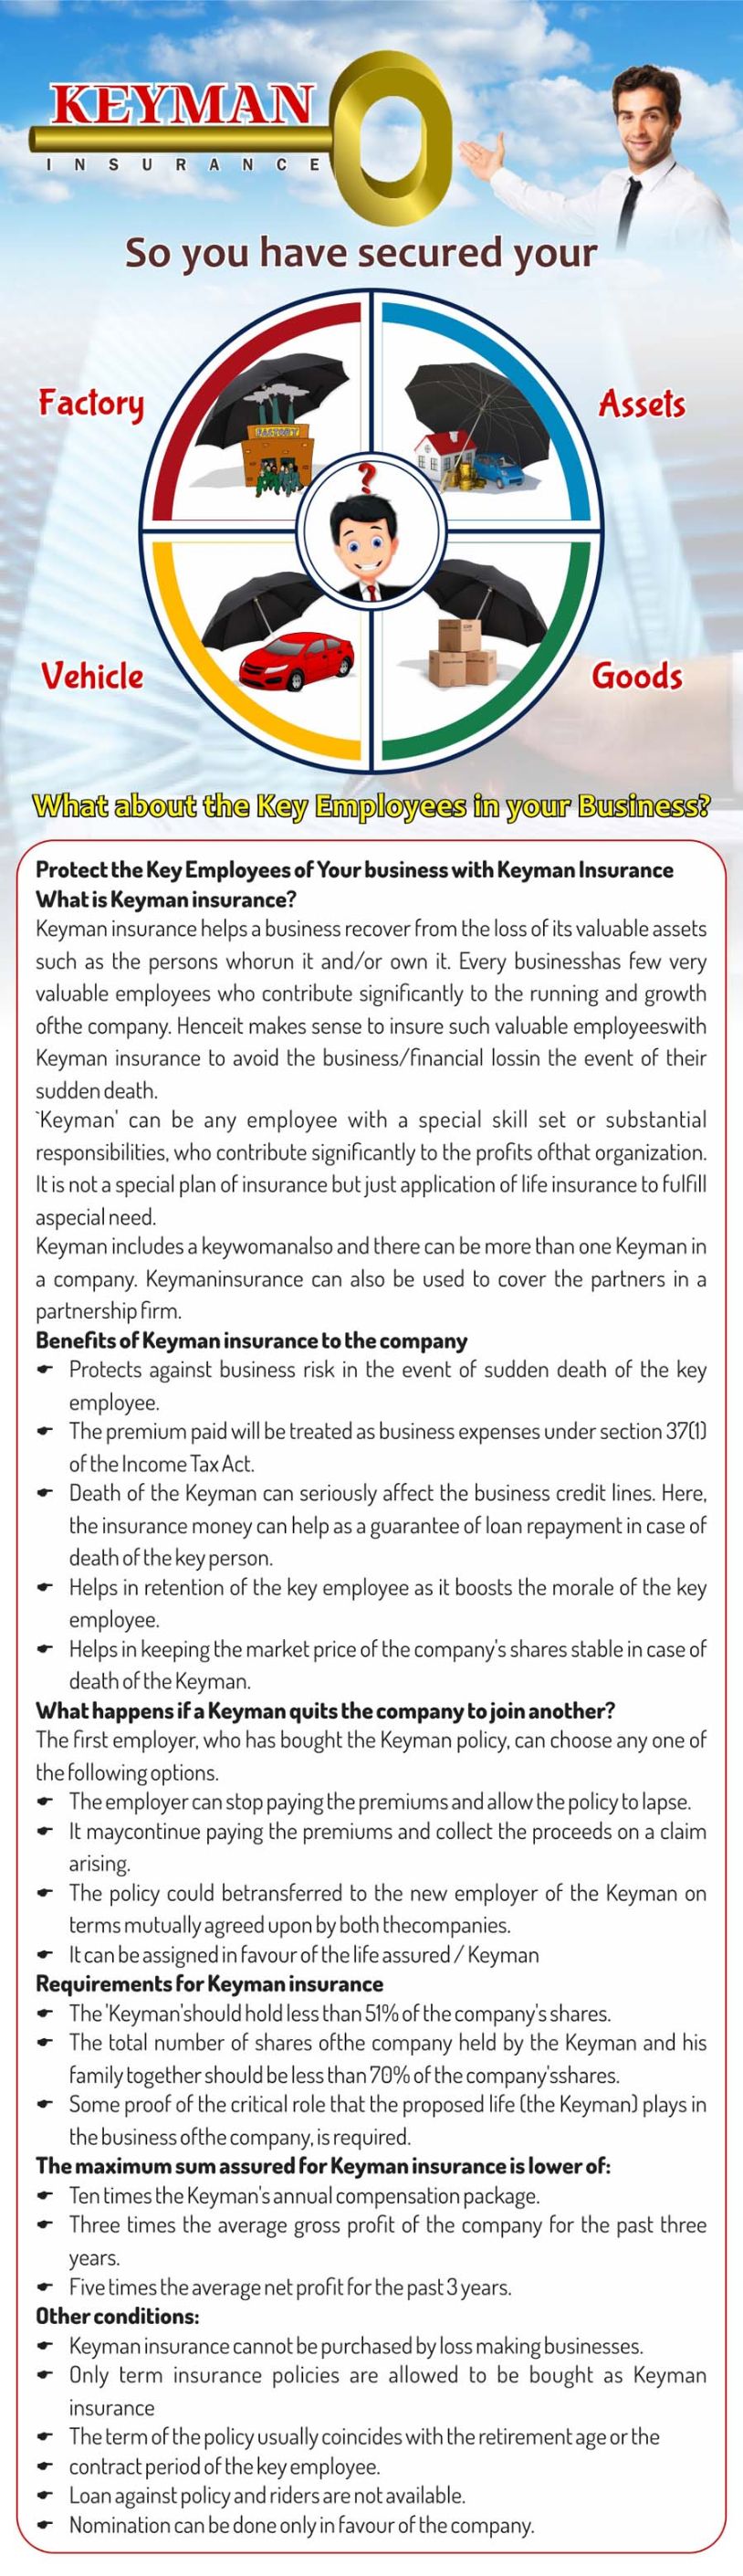 KEYMAN
INSURANCE
So you have secured your
Factory
Assets
FACTORY
Vehicle
Goods
What about the Key Employees in your Business?
Protect the Key Employees of Your business with Keyman Insurance
What is Keyman insurance?
Keyman insurance helps a business recover from the loss of its valuable assets
such as the persons whorun it and/or own it. Every businesshas few very
valuable employees who contribute significantly to the running and growth
ofthe company. Henceit makes sense to insure such valuable employeeswith
Keyman insurance to avoid the business/financial lossin the event of their
sudden death.
`Keyman' can be any employee with a special skill set or substantial
responsibilities, who contribute significantly to the profits ofthat organization.
It is not a special plan of insurance but just application of life insurance to fulfill
aspecial need.
Keyman includes a keywomanalso and there can be more than one Keyman in
a company. Keymaninsurance can also be used to cover the partners in a
partnership firm.
Benefits of Keyman insurance to the company
☛ Protects against business risk in the event of sudden death of the key
employee.
☛ The premium paid will be treated as business expenses under section 37(1)
of the Income Tax Act.
☛ Death of the Keyman can seriously affect the business credit lines. Here,
the insurance money can help as a guarantee of loan repayment in case of
death of the key person.
☛ Helps in retention of the key employee as it boosts the morale of the key
employee.
☛ Helps in keeping the market price of the company's shares stable in case of
death of the Keyman.
What happens if a Keyman quits the company to join another?
The first employer, who has bought the Keyman policy, can choose any one of
the following options.
☛ The employer can stop paying the premiums and allow the policy to lapse.
☛ It maycontinue paying the premiums and collect the proceeds on a claim
arising.
☛ The policy could betransferred to the new employer of the Keyman on
terms mutually agreed upon by both thecompanies.
☛ It can be assigned in favour of the life assured / Keyman
Requirements for Keyman insurance
☛ The 'Keyman'should hold less than 51% of the company's shares.
☛ The total number of shares ofthe company held by the Keyman and his
family together should be less than 70% of the company'sshares.
☛ Some proof of the critical role that the proposed life (the Keyman) plays in
the business ofthe company, is required.
The maximum sum assured for Keyman insurance is lower of:
☛ Ten times the Keyman's annual compensation package.
☛ Three times the average gross profit of the company for the past three
years.
☛ Five times the average net profit for the past 3 years.
Other conditions:
☛ Keyman insurance cannot be purchased by loss making businesses.
☛ Only term insurance policies are allowed to be bought as Keyman
insurance
☛ The term of the policy usually coincides with the retirement age or the
☛ contract period of the key employee.
☛ Loan against policy and riders are not available.
☛ Nomination can be done only in favour of the company.